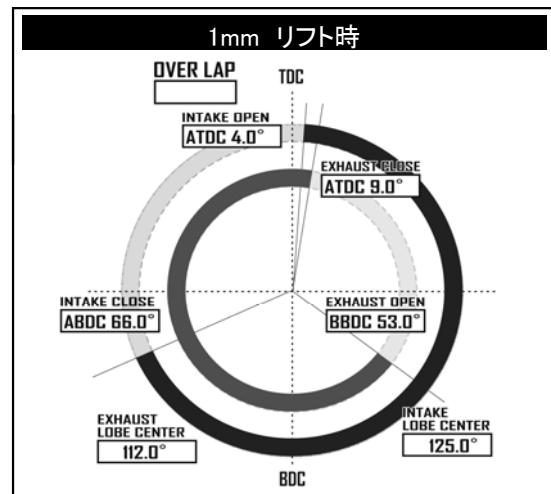 1mm リフト時
OVER LAP
TDC
INTAKE OPEN
ATDC 4.0°
EXHAUST CLOSE
ATDC 9.0°
INTAKE CLOSE
ABDC 66.0°
EXHAUST OPEN
BBDC 53.0°
EXHAUST
LOBE CENTER
112.0°
INTAKE
LOBE CENTER
125.0°
BDC